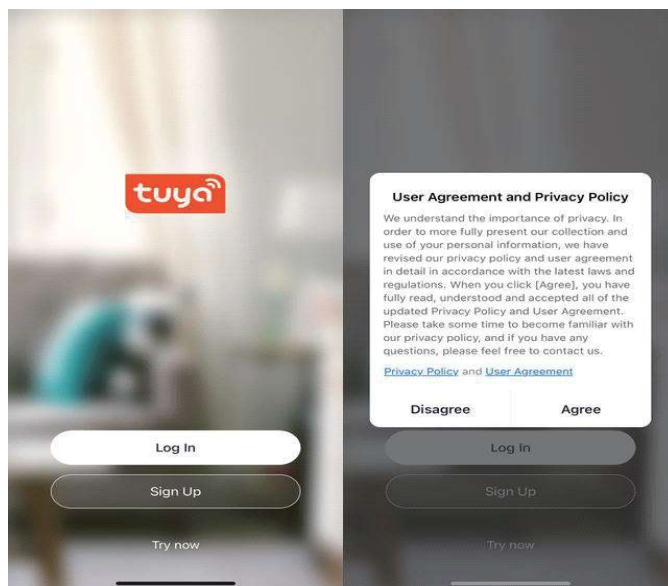 tuya
Log In
Sign Up
Try now
User Agreement and Privacy Policy
We understand the importance of privacy. In
order to more fully present our collection and
use of your personal information, we have
revised our privacy policy and user agreement
in detail in accordance with the latest laws and
regulations. When you click [Agree], you have
fully read, understood and accepted all of the
updated Privacy Policy and User Agreement.
Please take some time to become familiar with
our privacy policy, and if you have any
questions, please feel free to contact us.
Privacy Policy and User Agreement
Disagree Agree
Log In
Sign Up
Try now